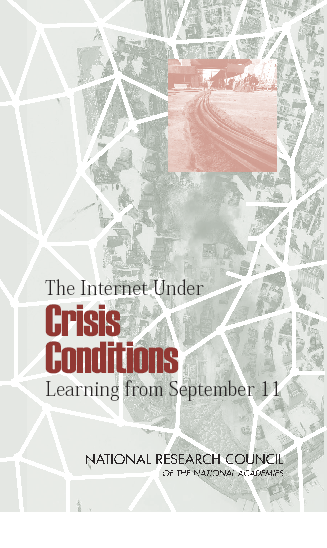 The Internet Under
Crisis
Conditions
Learning from September 11
NATIONAL RESEARCH COUNCIL
OF THE NATIONAL ACADEMIES